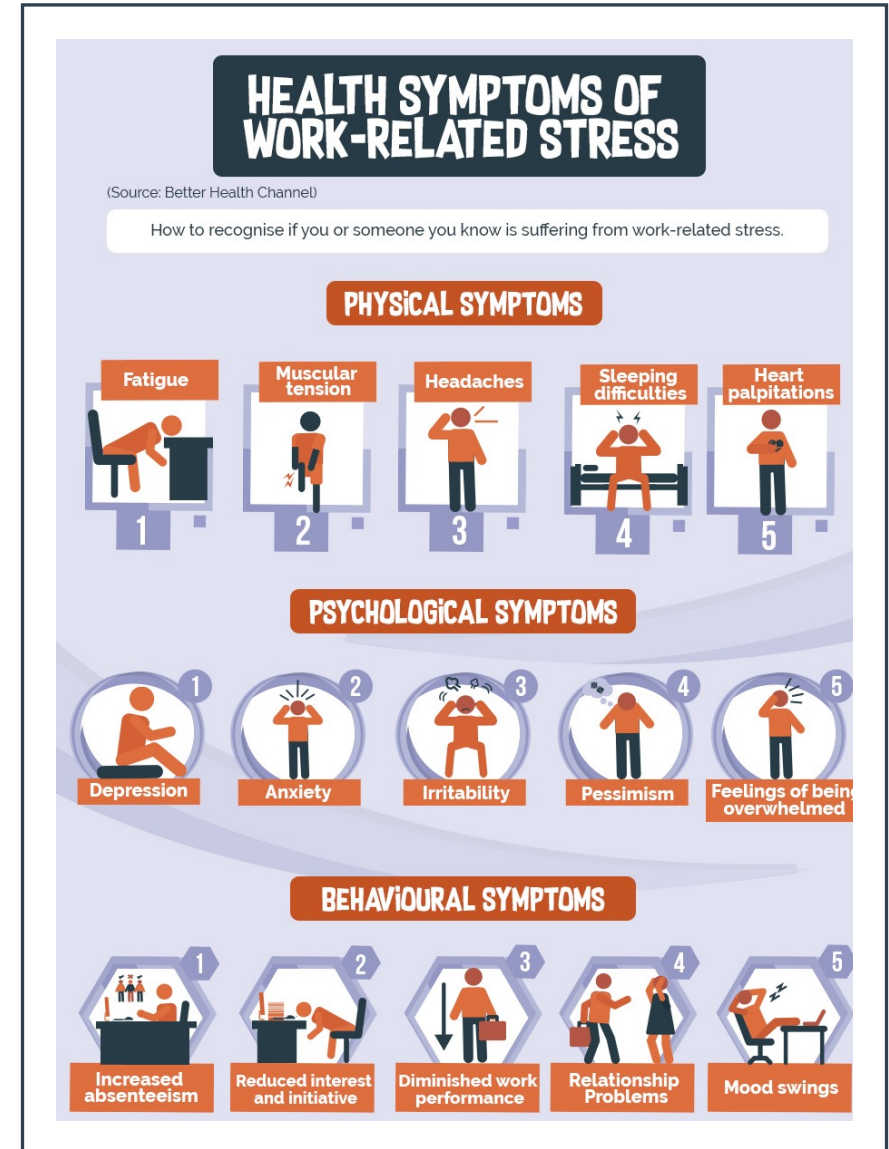 HEALTH SYMPTOMS OF
WORK-RELATED STRESS
(Source: Better Health Channel)
How to recognise if you or someone you know is suffering from work-related stress.
PHYSICAL SYMPTOMS
Fatigue
1
Muscular
tension
2
Headaches
3
Sleeping
difficulties
4
Heart
palpitations
5
PSYCHOLOGICAL SYMPTOMS
1
Depression
2
Anxiety
3
Irritability
4
Pessimism
5
Feelings of being
overwhelmed
BEHAVIOURAL SYMPTOMS
1
Increased
absenteeism
2
Reduced interest
and initiative
3
Diminished work
performance
4
Relationship
Problems
5
Mood swings